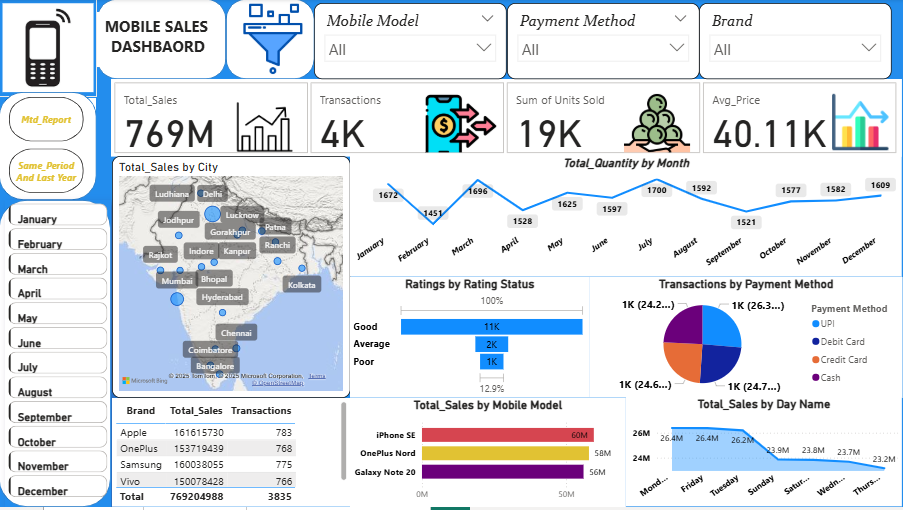 MOBILE SALES
DASHBAORD
Mobile Model
All
Payment Method
All
Brand
All
Mtd_Report
Same_Period
And Last Year
January
February
March
April
May
June
July
August
September
October
November
December
Total_Sales
769M
Transactions
4K
Sum of Units Sold
19K
Avg_Price
40.11K
Total_Sales by City
Ludhiana
Delhi
Jodhpur
Lucknow
Gorakhpur
Patna
Rajkot
Indore
Kanpur
Ranchi
Mumbai
Bhopal
Kolkata
Hyderabad
Chennai
Coimbatore
Bangalore
Microsoft Bing
© 2025 TomTom, © 2025 Microsoft Corporation, Terms
© OpenStreetMap
Total_Quantity by Month
1672
1451
1696
1528
1625
1597
1700
1592
1521
1577
1582
1609
January
February
March
April
May
June
July
August
September
October
November
December
Ratings by Rating Status
100%
Good
11K
Average
2K
Poor
1K
12.9%
Transactions by Payment Method
1K (24.2...)
1K (26.3...)
1K (24.6...)
1K (24.7...)
Payment Method
UPI
Debit Card
Credit Card
Cash
Brand Total_Sales Transactions
Apple 161615730 783
OnePlus 153719439 768
Samsung 160038055 775
Vivo 150078428 766
Total 769204988 3835
Total_Sales by Mobile Model
iPhone SE
60M
OnePlus Nord
58M
Galaxy Note 20
56M
0M
50M
Total_Sales by Day Name
26M
24M
26.4M
26.4M
26.2M
23.9M
23.8M
23.7M
23.2M
Mond...
Friday
Tuesday
Sunday
Satur...
Wedn...
Thurs...